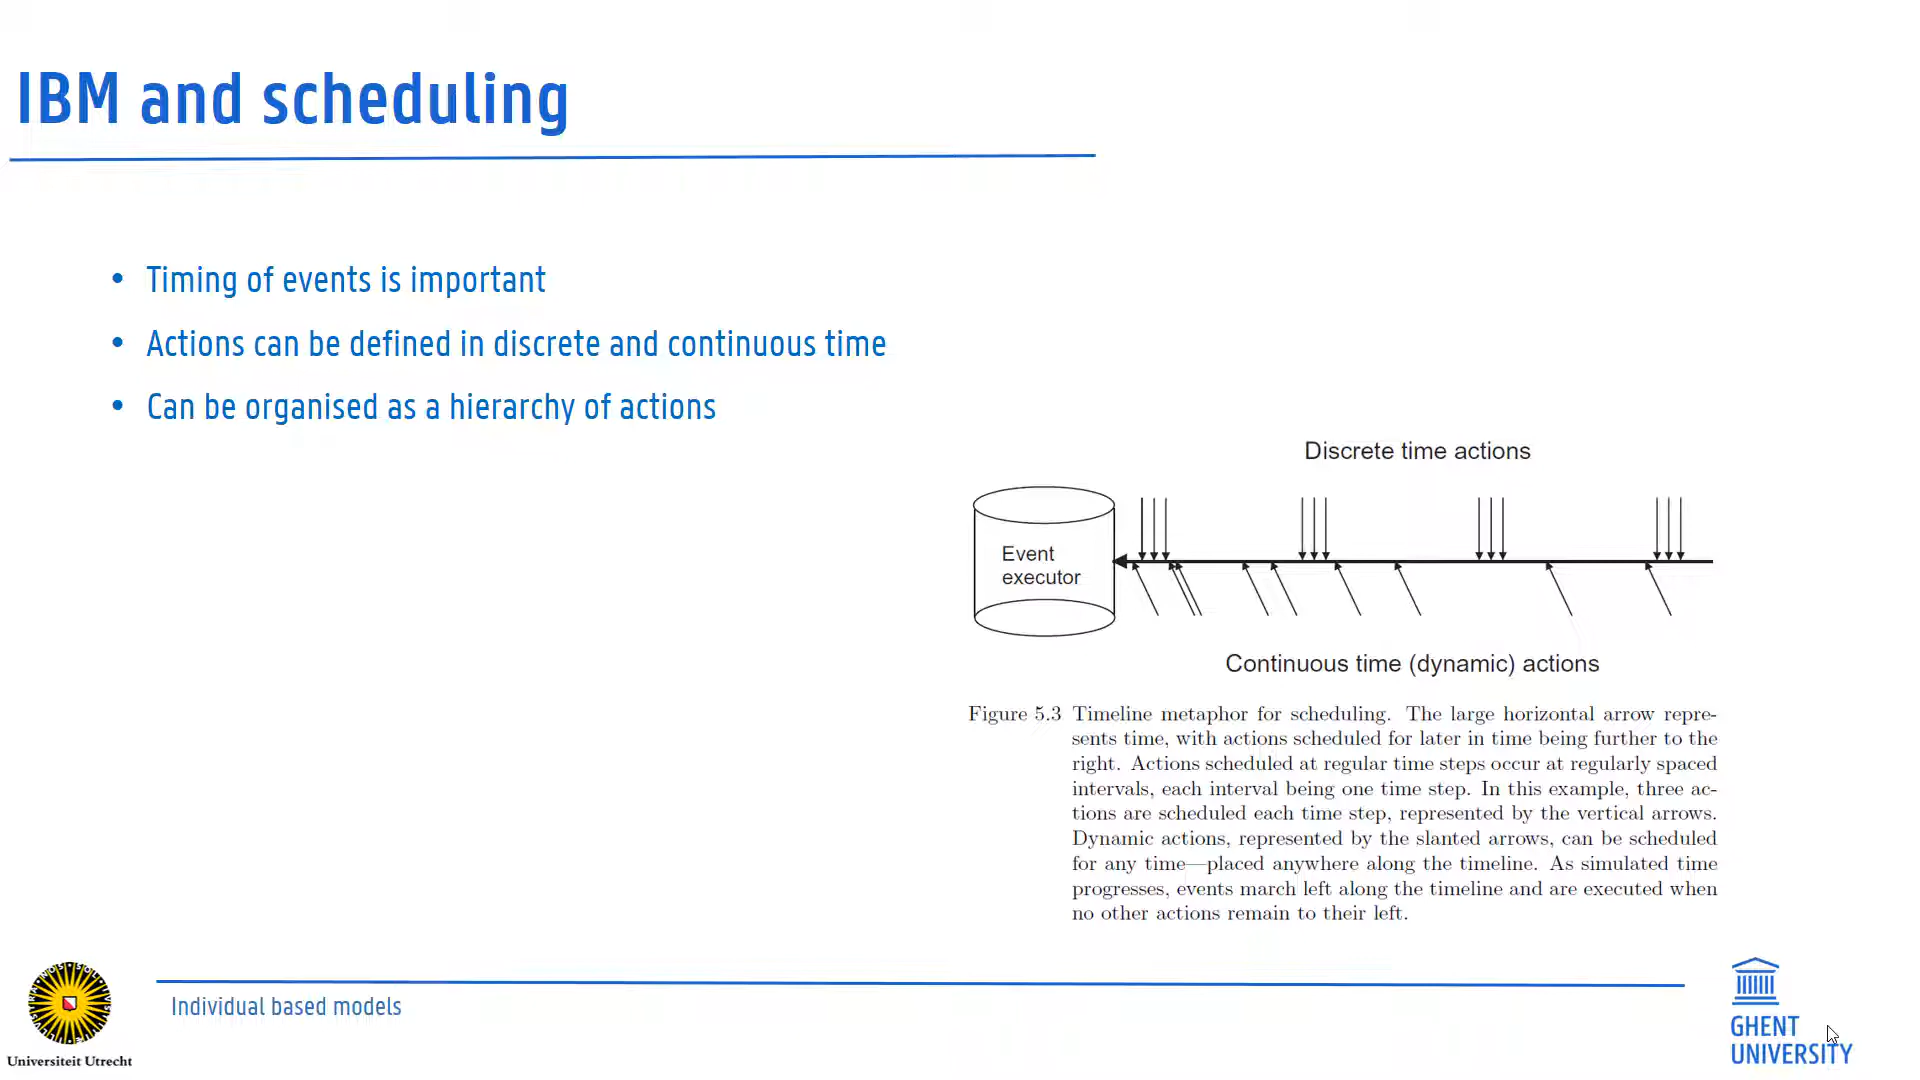 IBM and scheduling
• Timing of events is important
• Actions can be defined in discrete and continuous time
• Can be organised as a hierarchy of actions
Discrete time actions
Event
executor
Continuous time (dynamic) actions
Figure 5.3 Timeline metaphor for scheduling. The large horizontal arrow repre-
sents time, with actions scheduled for later in time being further to the
right. Actions scheduled at regular time steps occur at regularly spaced
intervals, each interval being one time step. In this example, three ac-
tions are scheduled each time step, represented by the vertical arrows.
Dynamic actions, represented by the slanted arrows, can be scheduled
for any time—placed anywhere along the timeline. As simulated time
progresses, events march left along the timeline and are executed when
no other actions remain to their left.
Individual based models
Universiteit Utrecht
GHENT
UNIVERSITY